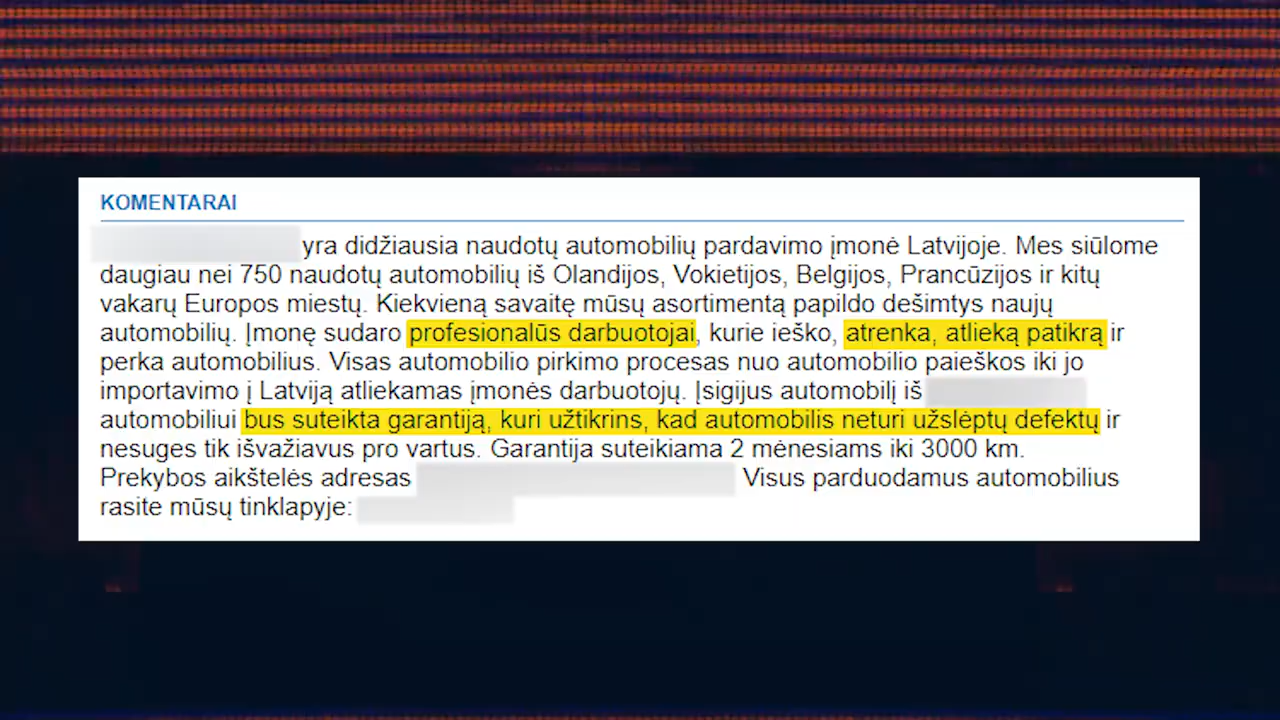 KOMENTARAI
yra didžiausia naudotų automobilių pardavimo įmonė Latvijoje. Mes siūlome
daugiau nei 750 naudotų automobilių iš Olandijos, Vokietijos, Belgijos, Prancūzijos ir kitų
vakarų Europos miestų. Kiekvieną savaitę mūsų asortimentą papildo dešimtys naujų
automobilių. Įmonę sudaro profesionalūs darbuotojai, kurie ieško, atrenka, atlieką patikrą ir
perka automobilius. Visas automobilio pirkimo procesas nuo automobilio paieškos iki jo
importavimo į Latviją atliekamas įmonės darbuotojų. Įsigijus automobilį iš
automobiliui bus suteikta garantiją, kuri užtikrins, kad automobilis neturi užslėptų defektų ir
nesuges tik išvažiavus pro vartus. Garantija suteikiama 2 mėnesiams iki 3000 km.
Prekybos aikštelės adresas Visus parduodamus automobilius
rasite mūsų tinklapyje: